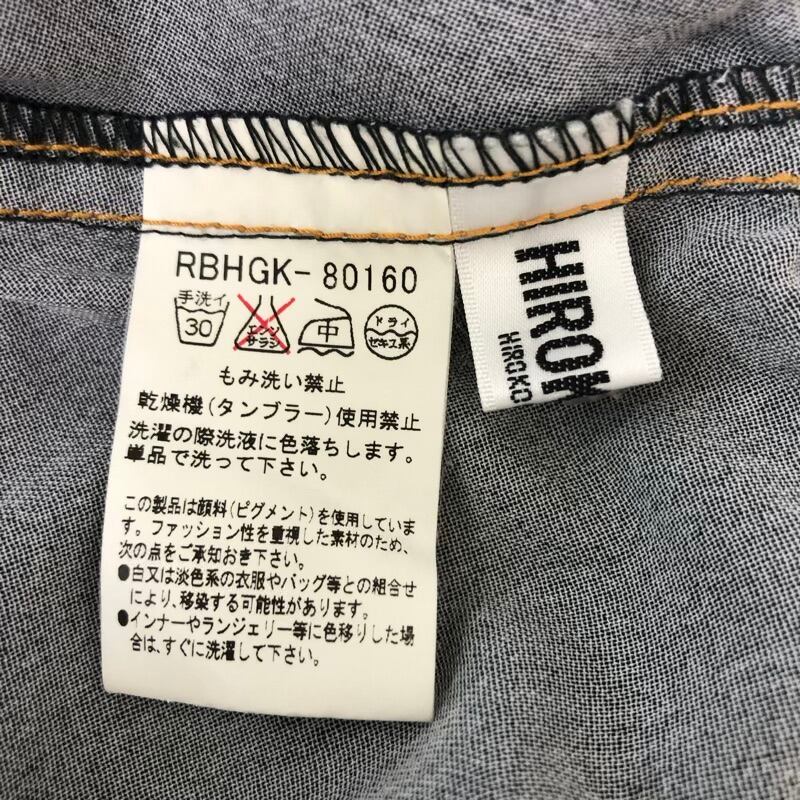 RBHGK-80160
手洗イ
30
エンソ
サラシ
中
ドライ
セキユ系
もみ洗い禁止
乾燥機(タンブラー)使用禁止
洗濯の際洗液に色落ちします。
単品で洗って下さい。
この製品は顔料(ピグメント)を使用していま
す。ファッション性を重視した素材のため、
次の点をご承知おき下さい。
●白又は淡色系の衣服やバッグ等との組合せ
により、移染する可能性があります。
●インナーやランジェリー等に色移りした場
合は、すぐに洗濯して下さい。
HIROK
HIROKO